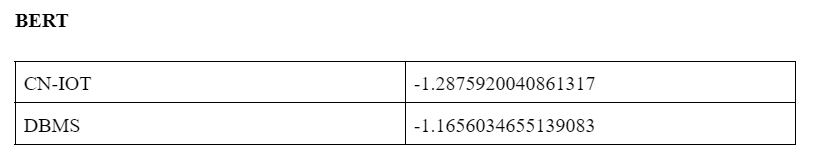 BERT
CN-IOT -1.2875920040861317
DBMS -1.1656034655139083